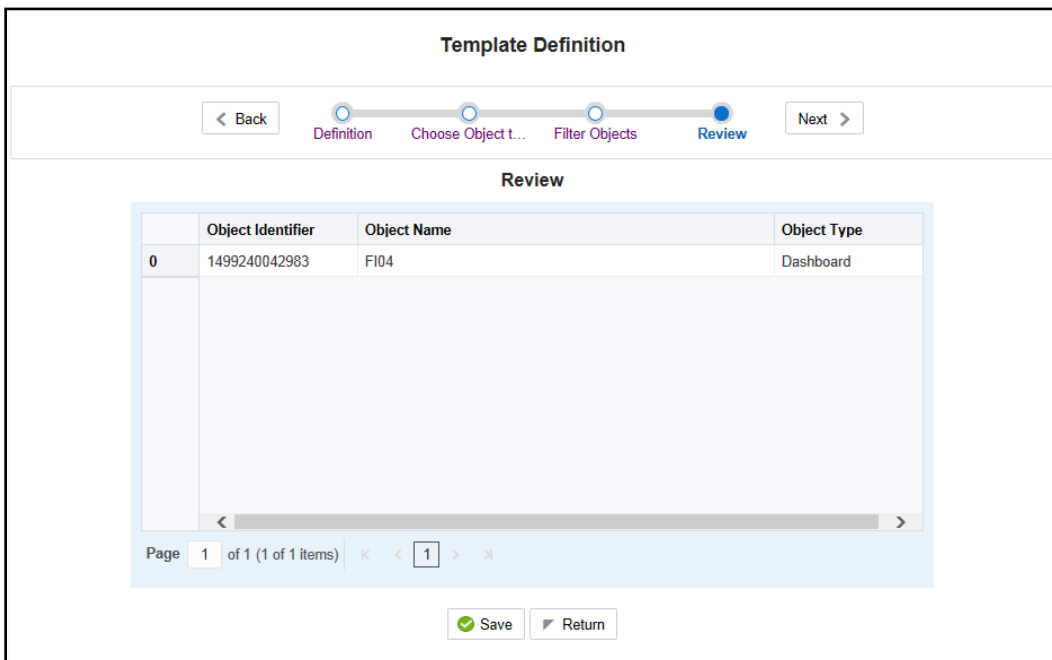 Template Definition
Back
Next
Definition
Choose Object t...
Filter Objects
Review
Review
Object Identifier Object Name Object Type
0 1499240042983 FI04 Dashboard
Page 1 of 1 (1 of 1 items) K < 1 > >|
Save Return